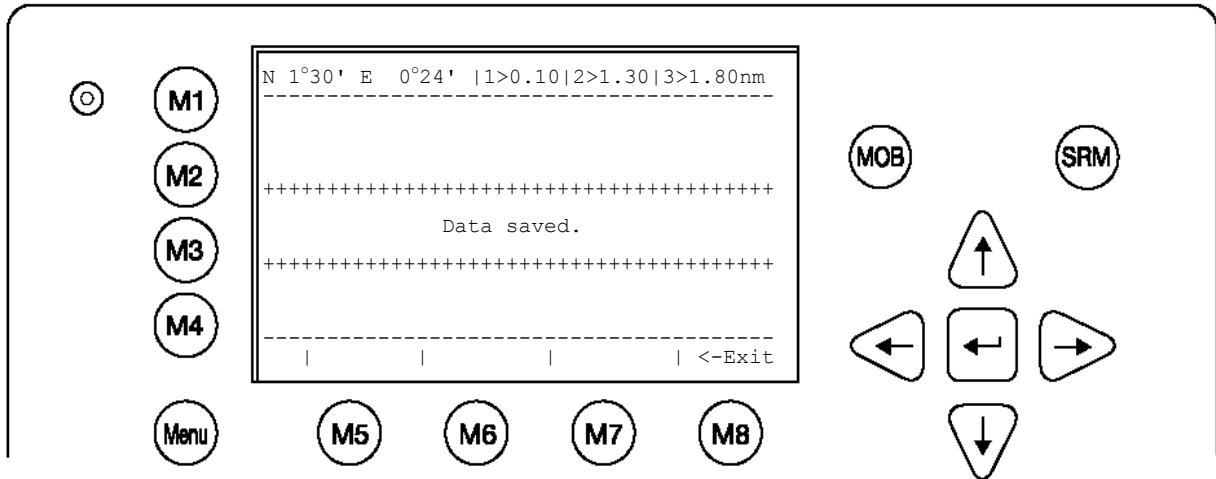 N 1°30' E 0°24' |1>0.10|2>1.30|3>1.80nm
----------------------------------------
++++++++++++++++++++++++++++++++++++++++
Data saved.
++++++++++++++++++++++++++++++++++++++++
----------------------------------------
| | | | <-Exit
M1
M2
M3
M4
Menu
M5 M6 M7 M8
MOB SRM